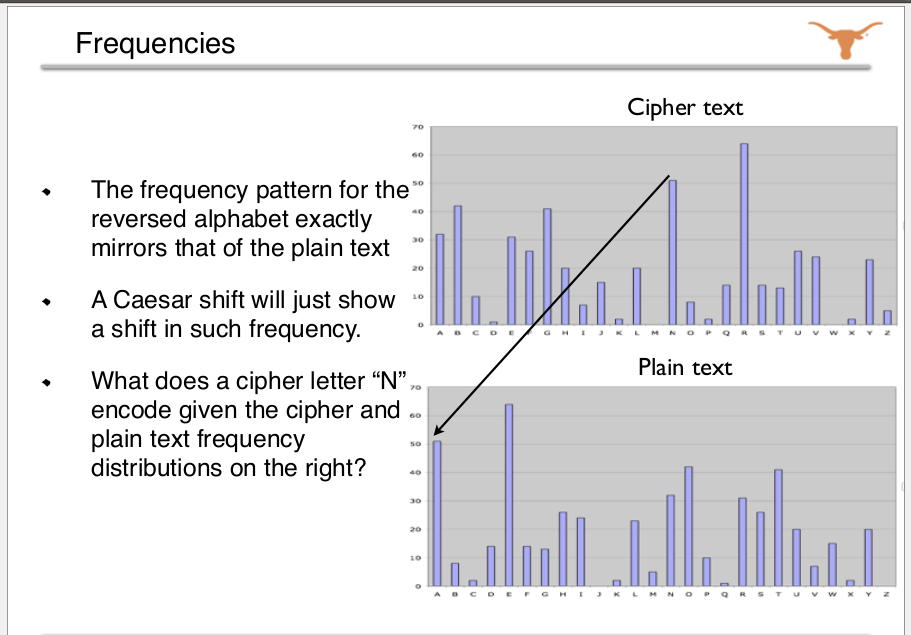 Frequencies
The frequency pattern for the
reversed alphabet exactly
mirrors that of the plain text
A Caesar shift will just show
a shift in such frequency.
What does a cipher letter “N”
encode given the cipher and
plain text frequency
distributions on the right?
Cipher text
70
60
50
40
30
20
10
0
A B C D E F G H I J K L M N O P Q R S T U V W X Y Z
Plain text
70
60
50
40
30
20
10
0
A B C D E F G H I J K L M N O P Q R S T U V W X Y Z